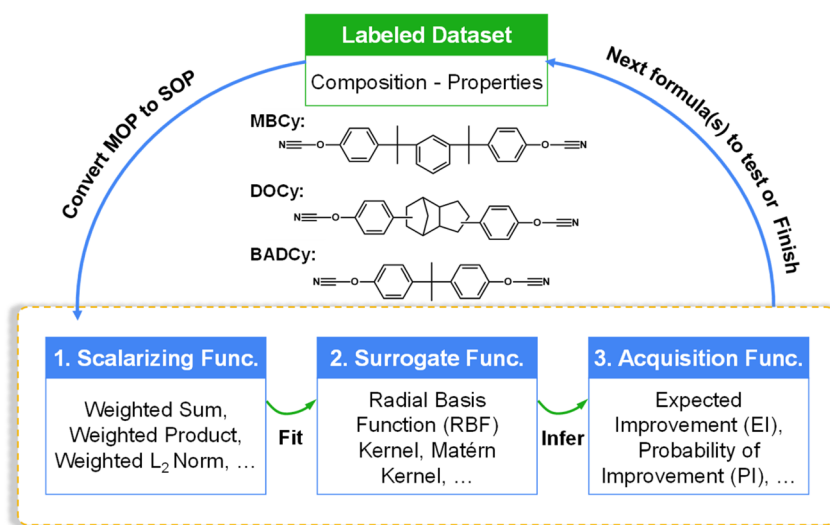 Labeled Dataset
Composition - Properties
Convert MOP to SOP
Next formula(s) to test or Finish
MBCy:
N
O
O
N
DOCy:
N
O
O
N
BADCy:
N
O
O
N
1. Scalarizing Func.
Weighted Sum,
Weighted Product,
Weighted L2 Norm, …
Fit
2. Surrogate Func.
Radial Basis
Function (RBF)
Kernel, Matérn
Kernel, …
Infer
3. Acquisition Func.
Expected
Improvement (EI),
Probability of
Improvement (PI), …